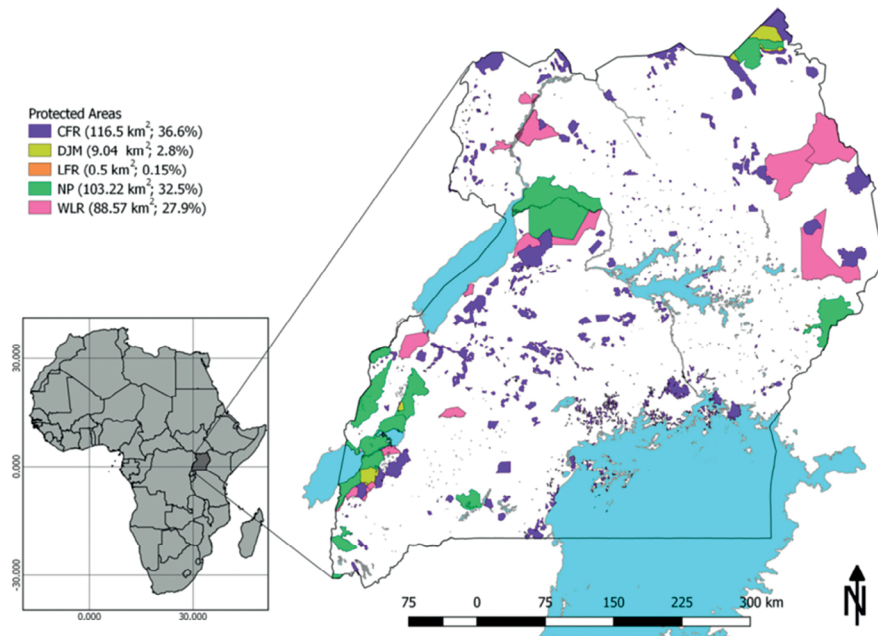 Protected Areas
CFR (116.5 km²; 36.6%)
DJM (9.04 km²; 2.8%)
LFR (0.5 km²; 0.15%)
NP (103.22 km²; 32.5%)
WLR (88.57 km²; 27.9%)
30.000
0.000
-30.000
0.000 30.000
75 0 75 150 225 300 km
N